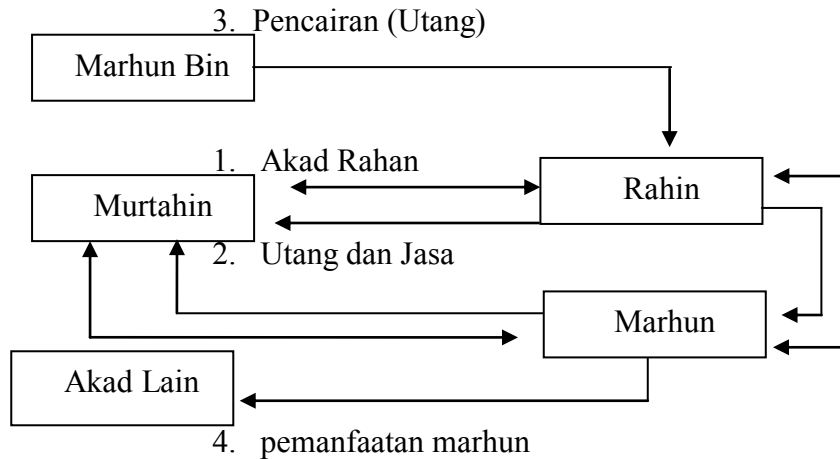 3. Pencairan (Utang)
Marhun Bin
1. Akad Rahan
Rahin
Murtahin
2. Utang dan Jasa
Marhun
Akad Lain
4. pemanfaatan marhun